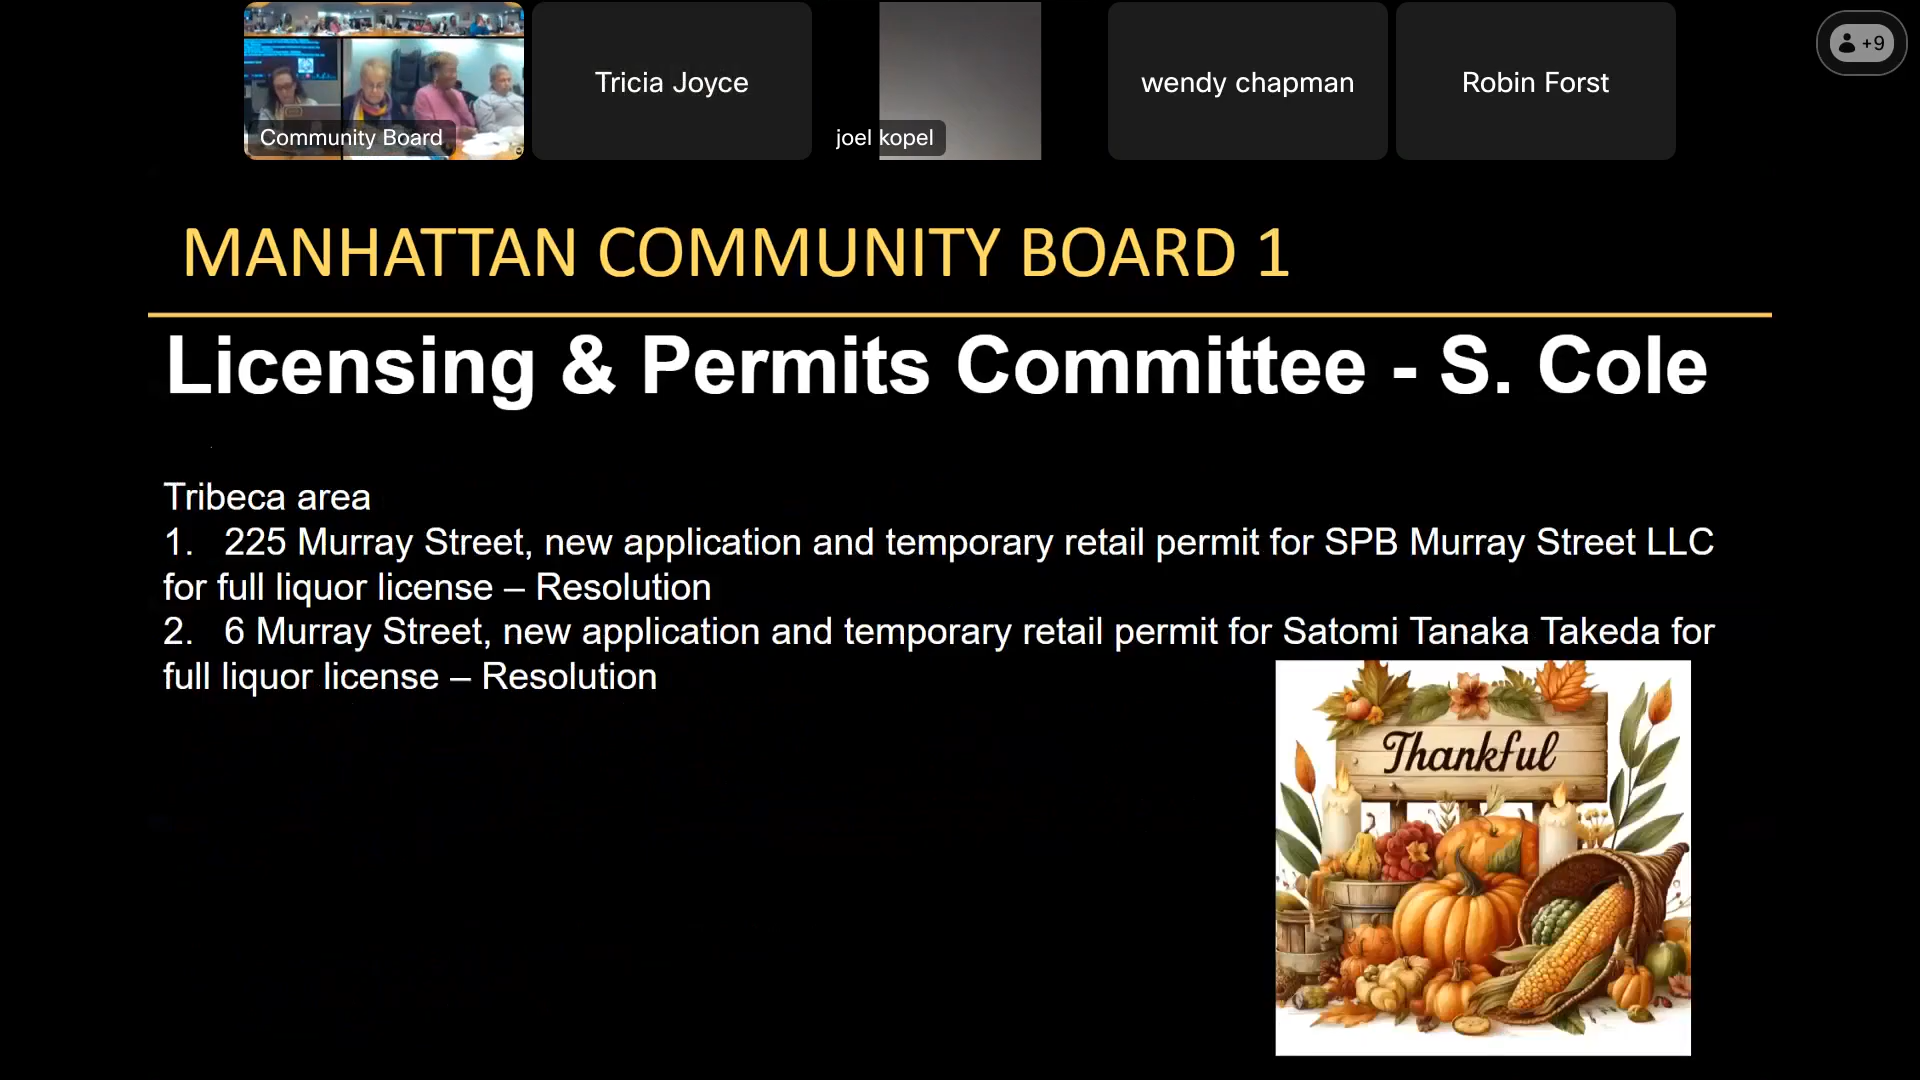 Community Board
Tricia Joyce
joel kopel
wendy chapman
Robin Forst
+9
MANHATTAN COMMUNITY BOARD 1
Licensing & Permits Committee - S. Cole
Tribeca area
1. 225 Murray Street, new application and temporary retail permit for SPB Murray Street LLC
for full liquor license – Resolution
2. 6 Murray Street, new application and temporary retail permit for Satomi Tanaka Takeda for
full liquor license – Resolution
Thankful